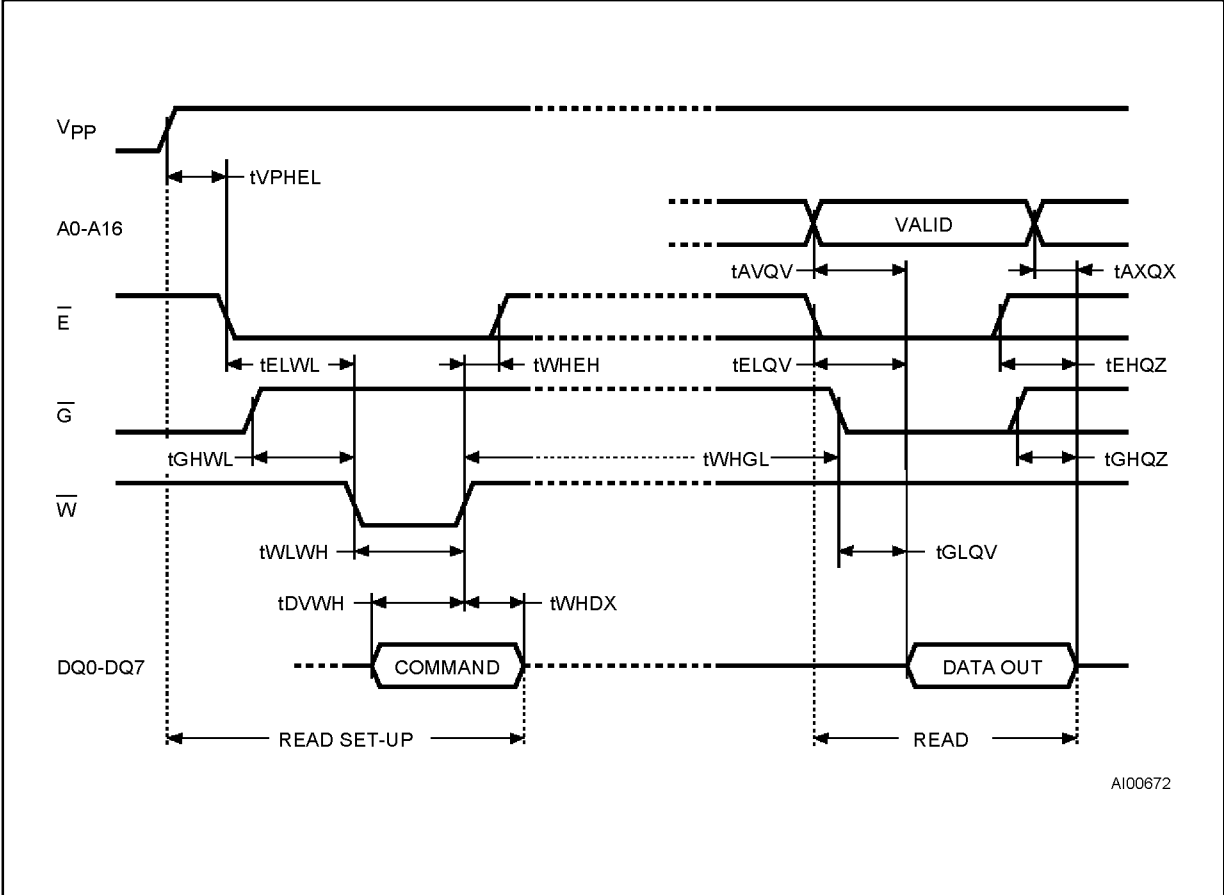 VPP
tVPHEL
A0-A16
VALID
tAVQV
tAXQX
E
tELWL
tWHEH
tELQV
tEHQZ
G
tGHWL
tWHGL
tGHQZ
W
tWLWH
tGLQV
tDVWH
tWHDX
DQ0-DQ7
COMMAND
DATA OUT
READ SET-UP
READ
AI00672